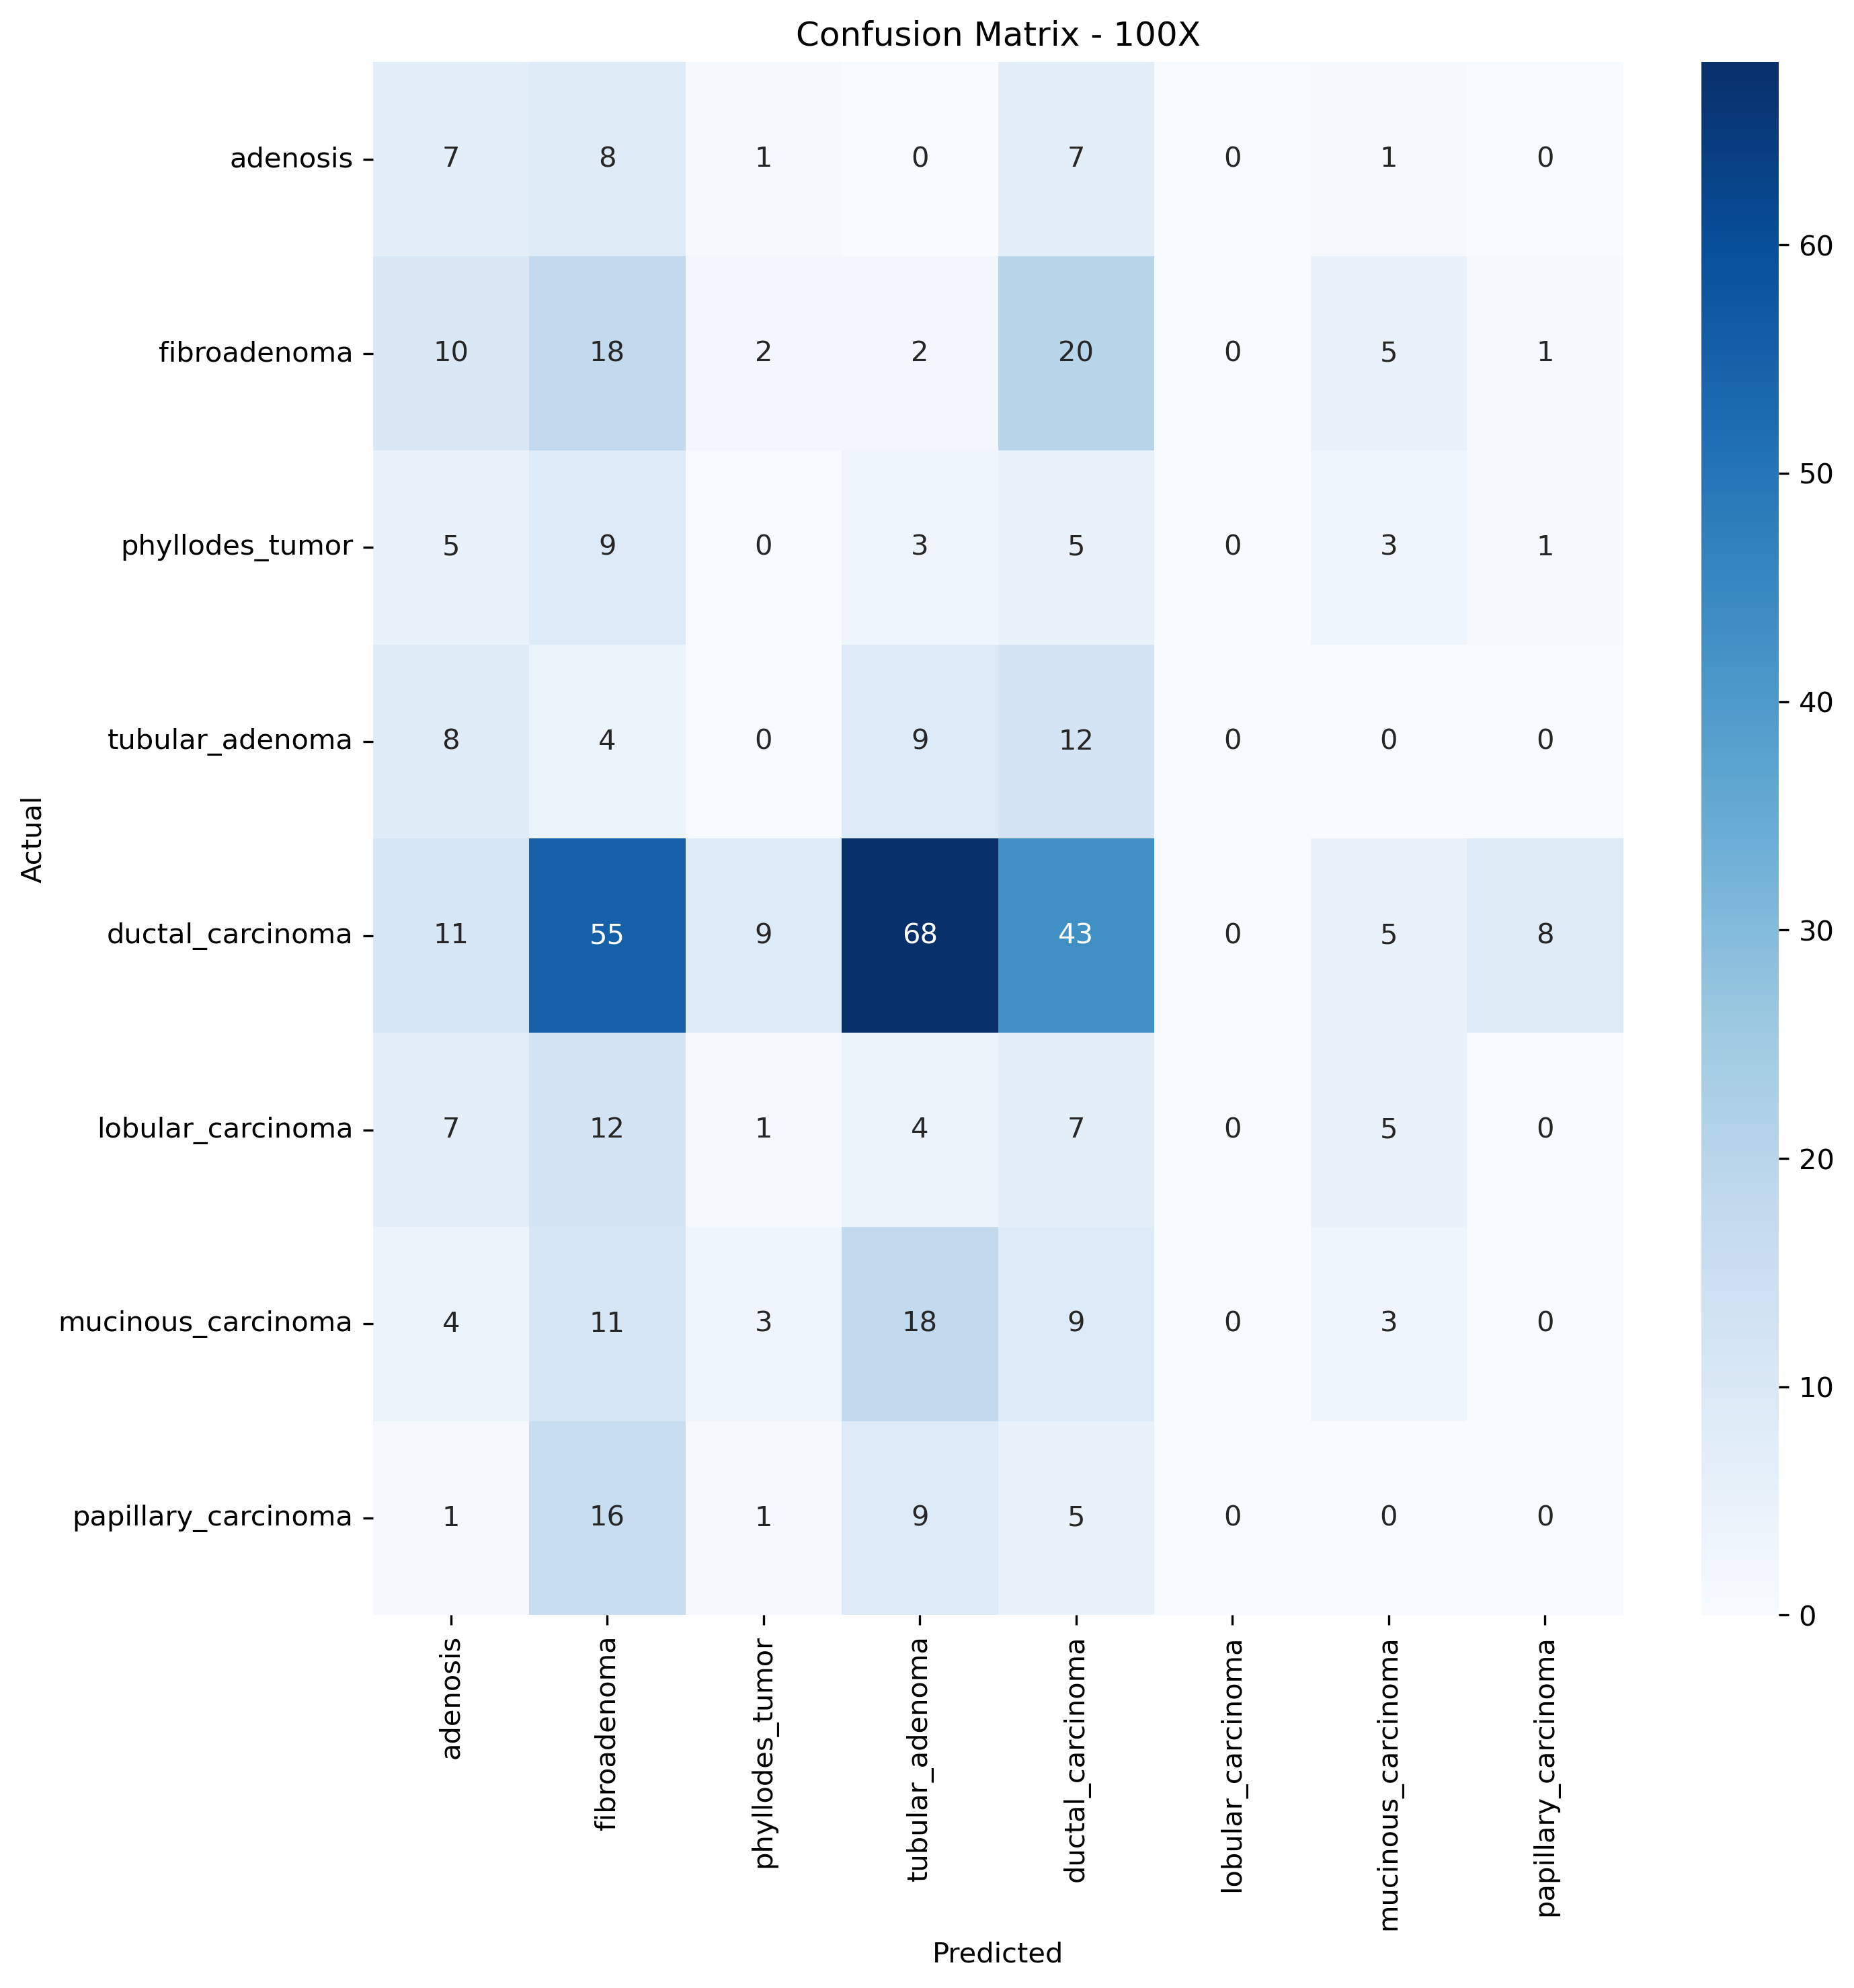 Confusion Matrix - 100X
adenosis 7 8 1 0 7 0 1 0
fibroadenoma 10 18 2 2 20 0 5 1
phyllodes_tumor 5 9 0 3 5 0 3 1
tubular_adenoma 8 4 0 9 12 0 0 0
ductal_carcinoma 11 55 9 68 43 0 5 8
lobular_carcinoma 7 12 1 4 7 0 5 0
mucinous_carcinoma 4 11 3 18 9 0 3 0
papillary_carcinoma 1 16 1 9 5 0 0 0
Actual
adenosis
fibroadenoma
phyllodes_tumor
tubular_adenoma
ductal_carcinoma
lobular_carcinoma
mucinous_carcinoma
papillary_carcinoma
Predicted
60
50
40
30
20
10
0